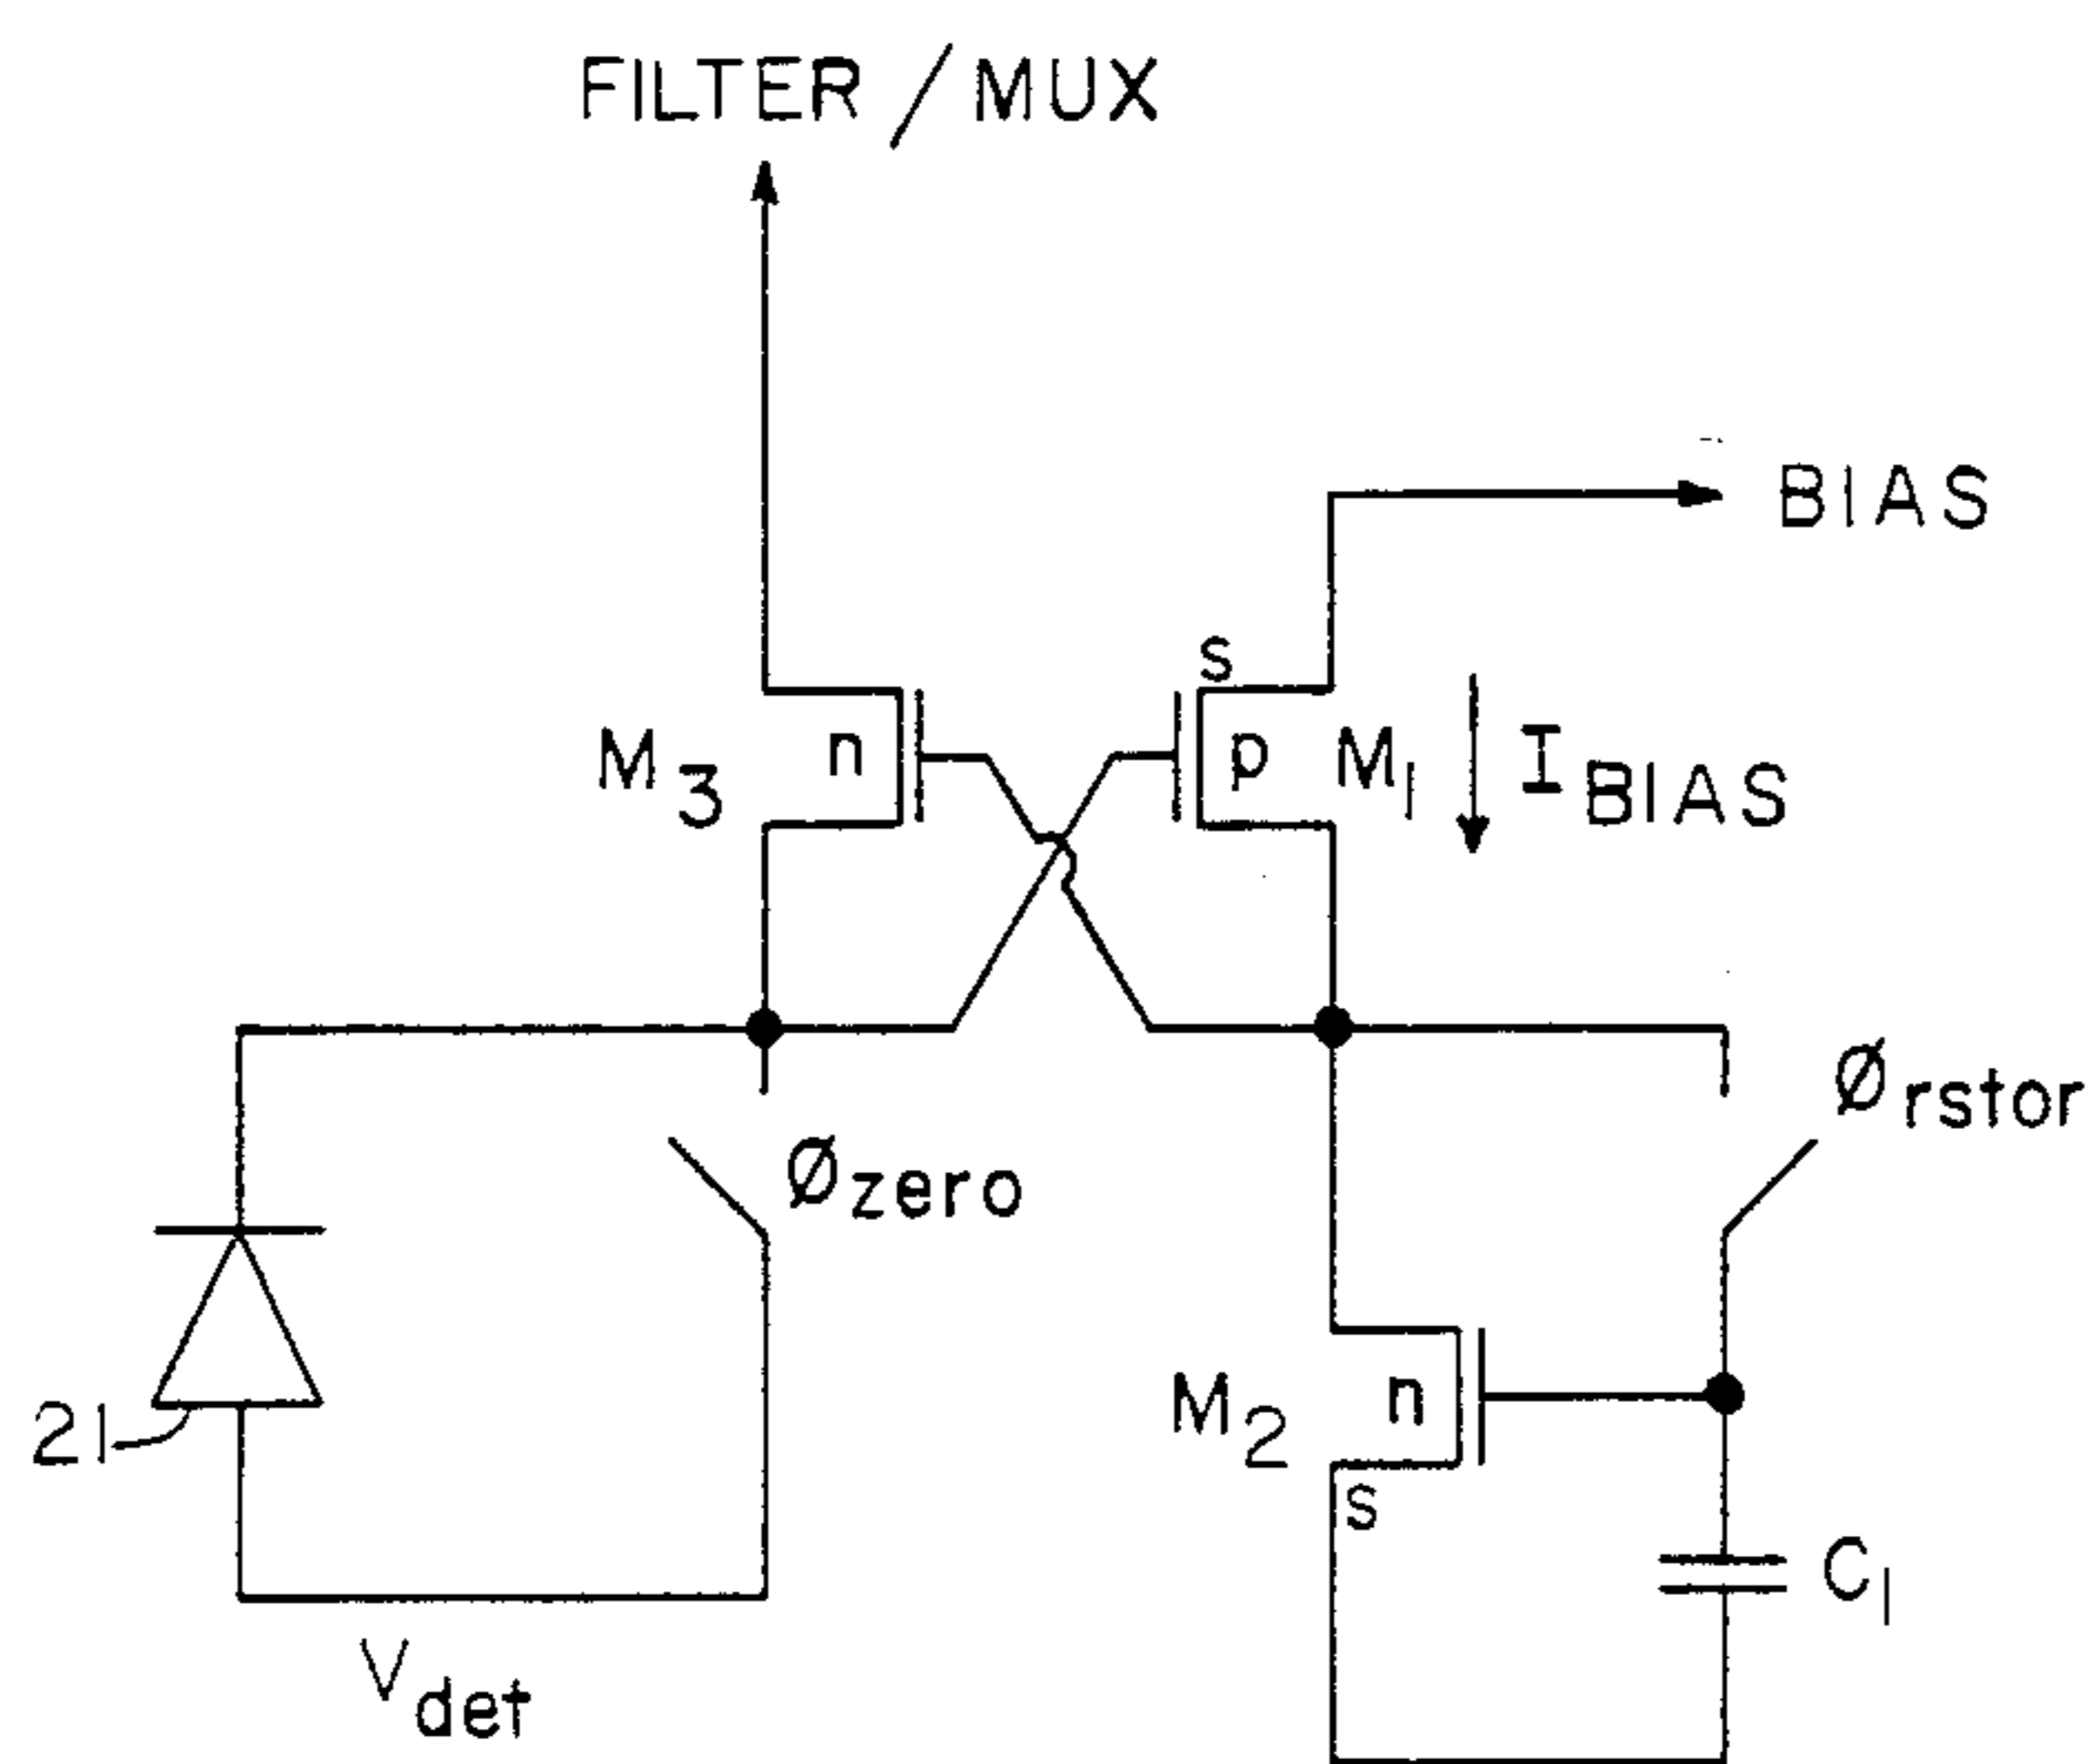 FILTER/MUX
BIAS
s
M3 n p M1 IBIAS
Øzero Ørstor
21
M2 n
s
C1
Vdet